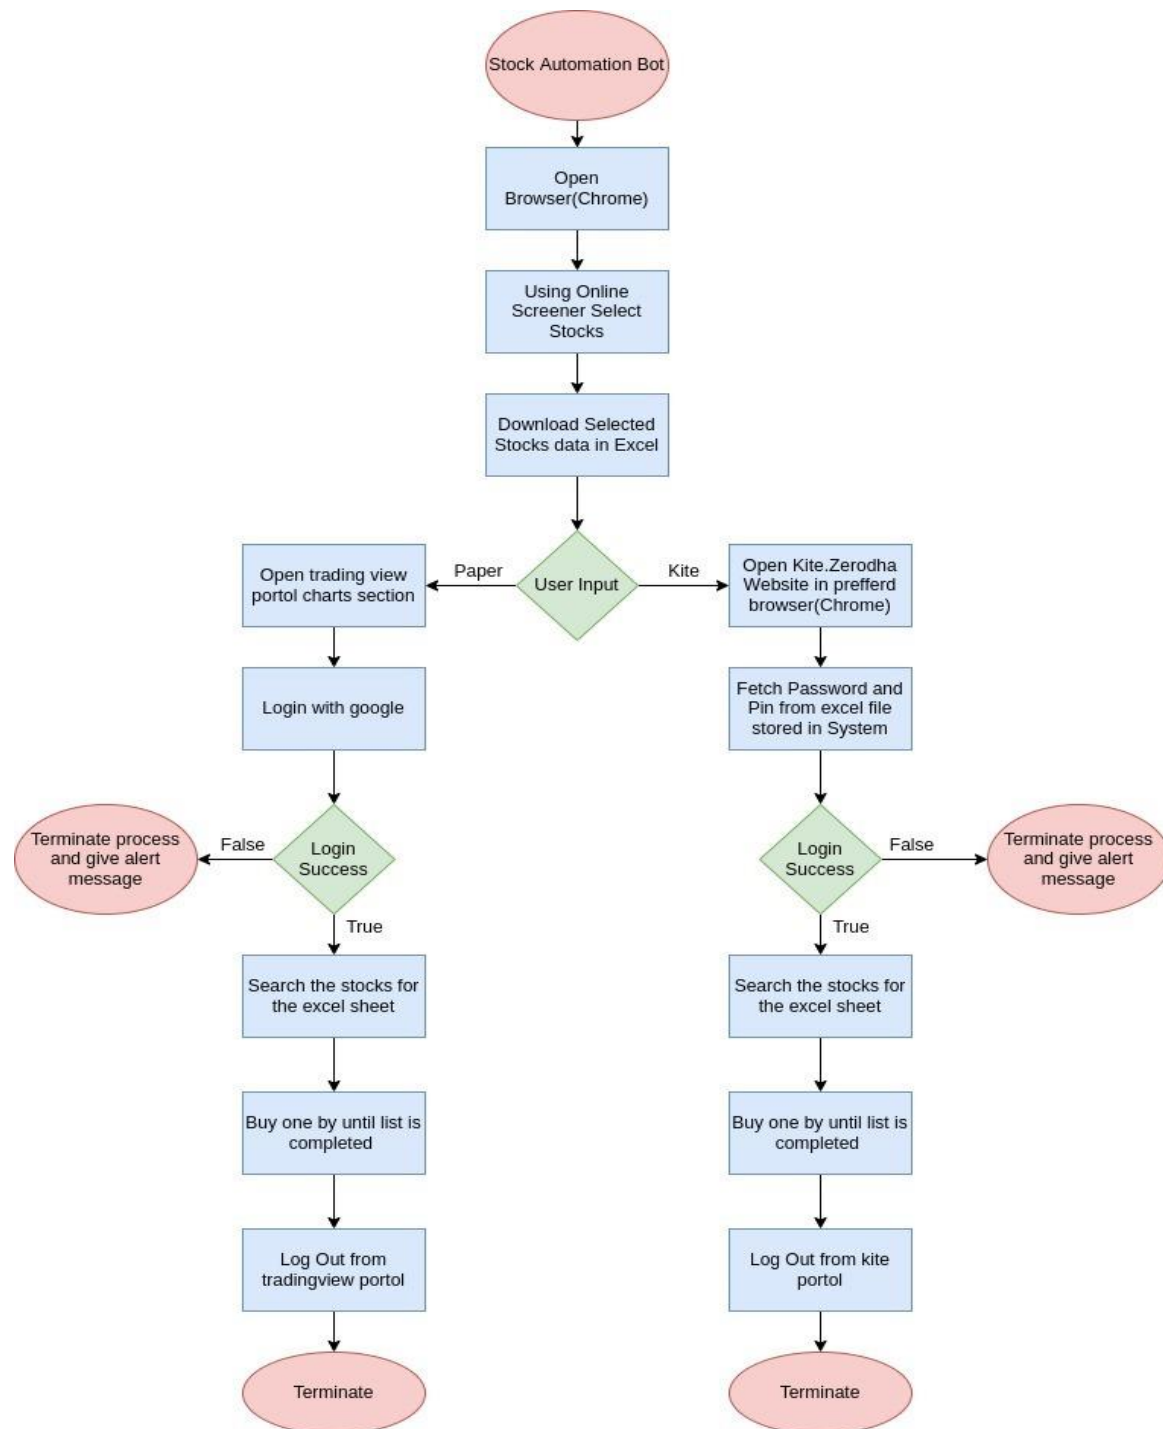 Stock Automation Bot
Open
Browser(Chrome)
Using Online
Screener Select
Stocks
Download Selected
Stocks data in Excel
User Input
Paper
Kite
Open trading view
portol charts section
Open Kite.Zerodha
Website in prefferd
browser(Chrome)
Login with google
Fetch Password and
Pin from excel file
stored in System
Terminate process
and give alert
message
False
Login
Success
True
Login
Success
False
True
Terminate process
and give alert
message
Search the stocks for
the excel sheet
Search the stocks for
the excel sheet
Buy one by until list is
completed
Buy one by until list is
completed
Log Out from
tradingview portol
Log Out from kite
portol
Terminate
Terminate